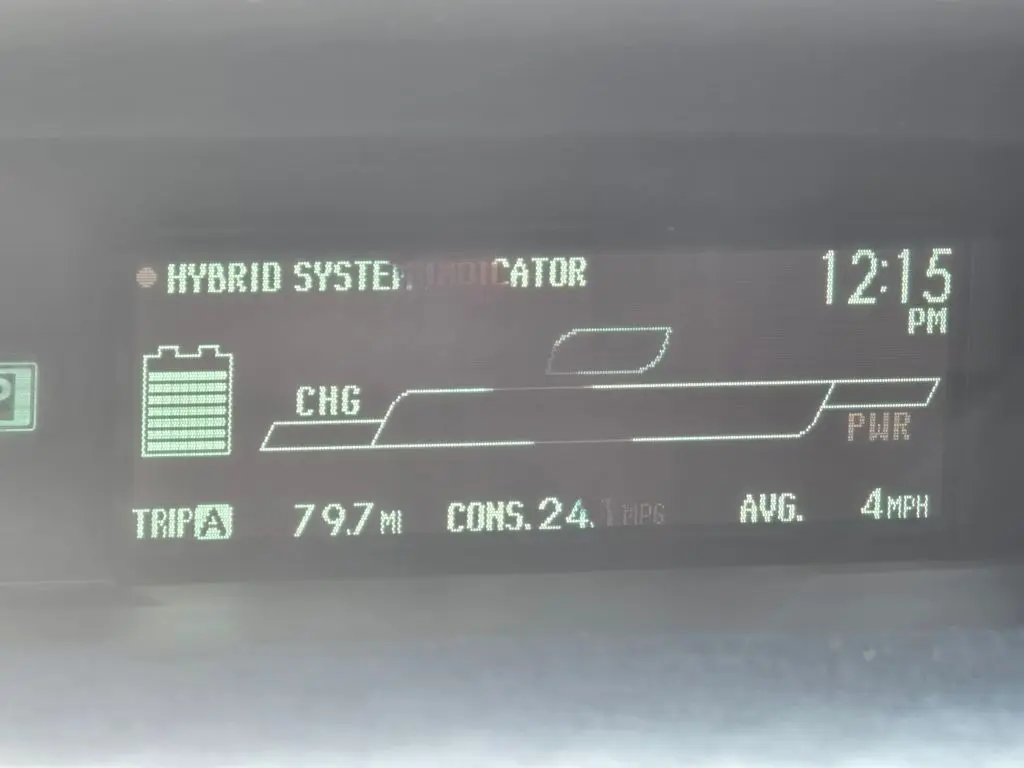 HYBRID SYSTEM INDICATOR
12:15
PM
P
CHG
PWR
TRIP A 79.7 MI CONS. 24.1 MPG AVG. 4 MPH